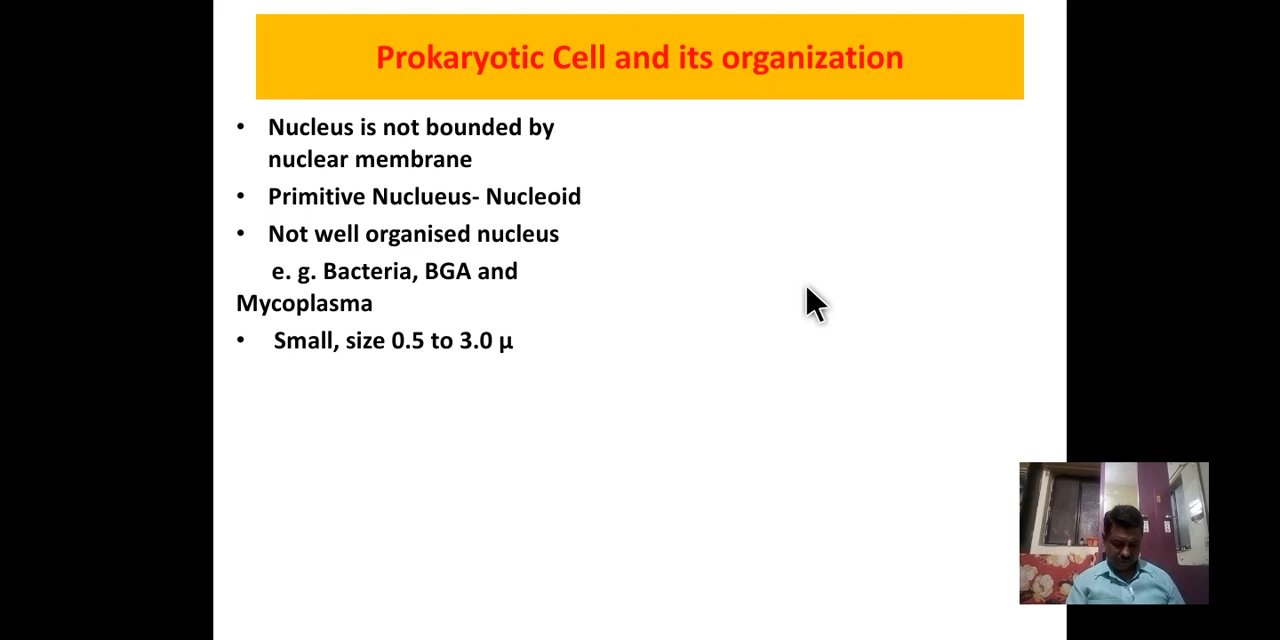 Prokaryotic Cell and its organization
• Nucleus is not bounded by
nuclear membrane
• Primitive Nuclueus- Nucleoid
• Not well organised nucleus
e. g. Bacteria, BGA and
Mycoplasma
• Small, size 0.5 to 3.0 µ